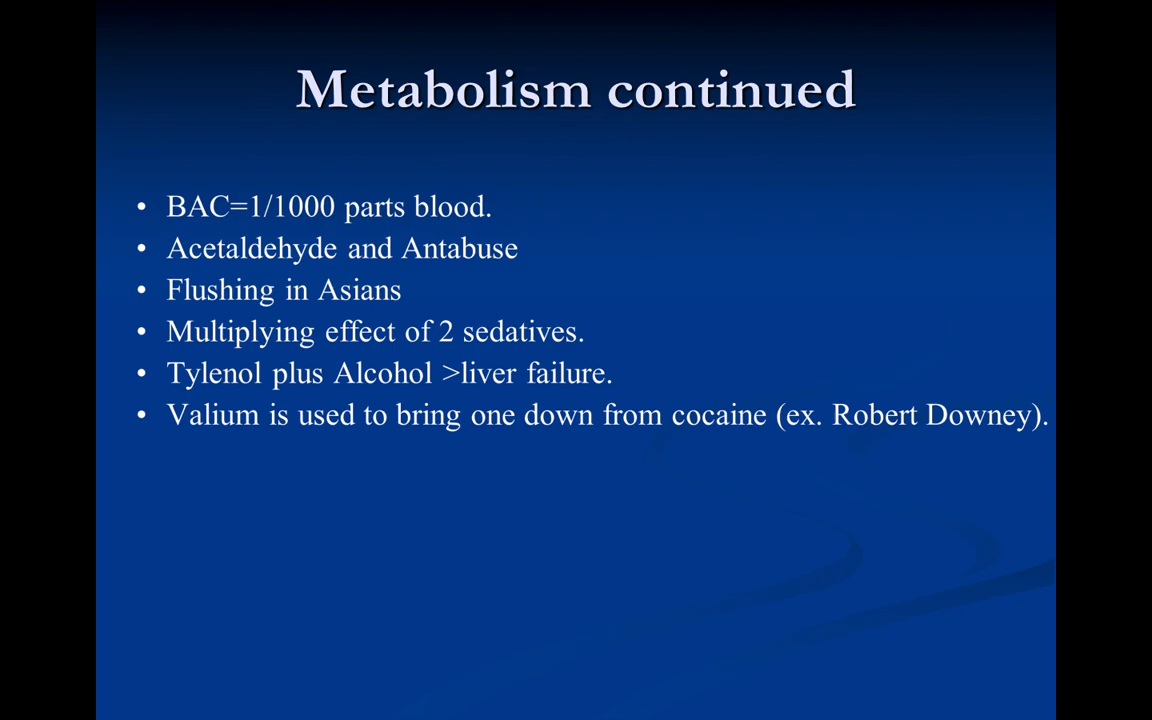 Metabolism continued
• BAC=1/1000 parts blood.
• Acetaldehyde and Antabuse
• Flushing in Asians
• Multiplying effect of 2 sedatives.
• Tylenol plus Alcohol >liver failure.
• Valium is used to bring one down from cocaine (ex. Robert Downey).